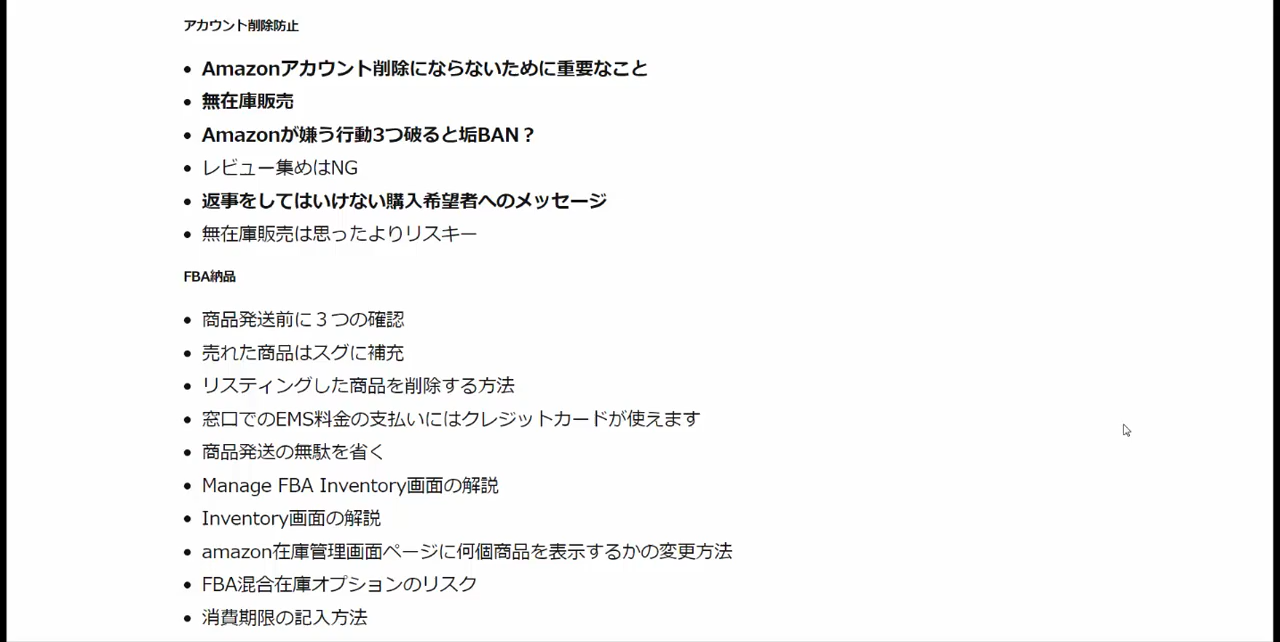 アカウント削除防止
Amazonアカウント削除にならないために重要なこと
無在庫販売
Amazonが嫌う行動3つ破ると垢BAN？
レビュー集めはNG
返事をしてはいけない購入希望者へのメッセージ
無在庫販売は思ったよりリスキー
FBA納品
商品発送前に３つの確認
売れた商品はスグに補充
リスティングした商品を削除する方法
窓口でのEMS料金の支払いにはクレジットカードが使えます
商品発送の無駄を省く
Manage FBA Inventory画面の解説
Inventory画面の解説
amazon在庫管理画面ページに何個商品を表示するかの変更方法
FBA混合在庫オプションのリスク
消費期限の記入方法